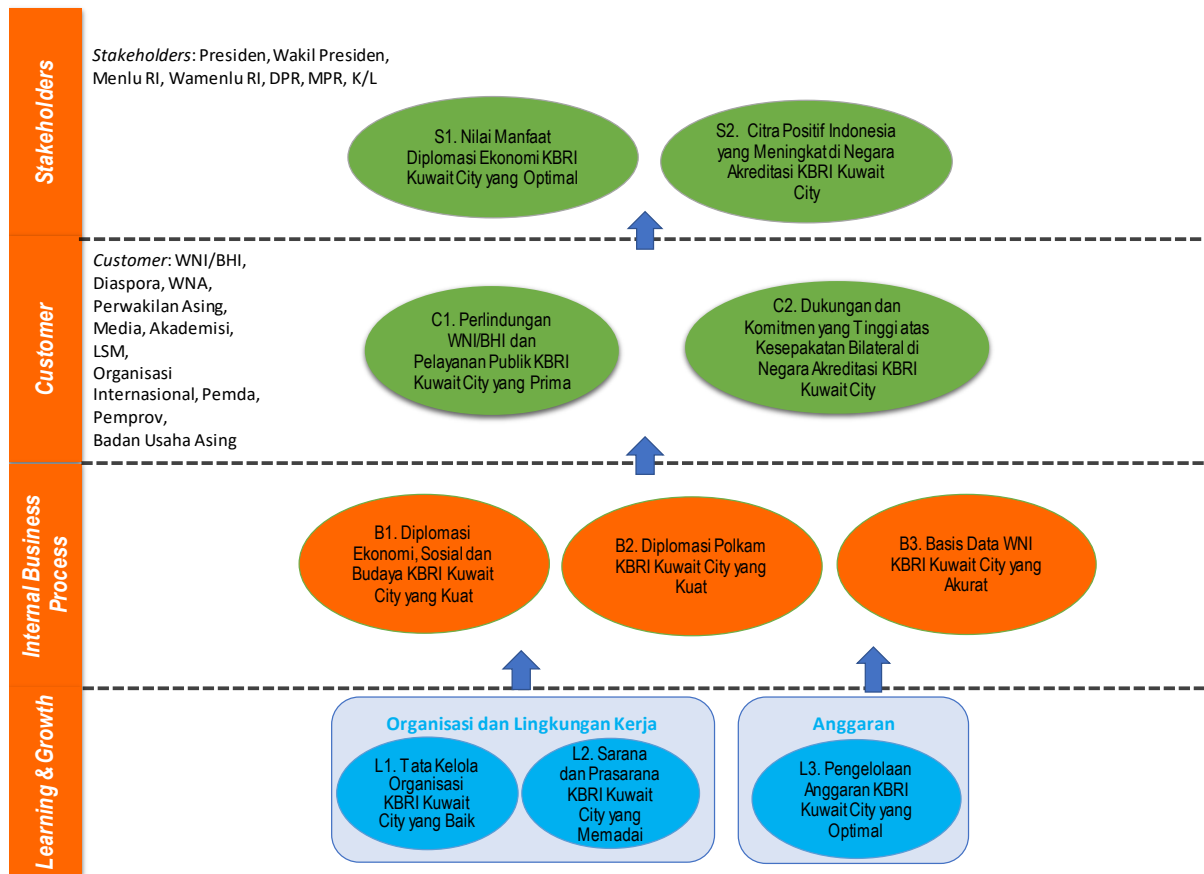 Stakeholders
Stakeholders: Presiden, Wakil Presiden,
Menlu RI, Wamenlu RI, DPR, MPR, K/L
S1. Nilai Manfaat
Diplomasi Ekonomi KBRI
Kuwait City yang Optimal
S2. Citra Positif Indonesia
yang Meningkat di Negara
Akreditasi KBRI Kuwait
City
Customer
Customer: WNI/BHI,
Diaspora, WNA,
Perwakilan Asing,
Media, Akademisi,
LSM,
Organisasi
Internasional, Pemda,
Pemprov,
Badan Usaha Asing
C1. Perlindungan
WNI/BHI dan
Pelayanan Publik KBRI
Kuwait City yang Prima
C2. Dukungan dan
Komitmen yang Tinggi atas
Kesepakatan Bilateral di
Negara Akreditasi KBRI
Kuwait City
Internal Business
Process
B1. Diplomasi
Ekonomi, Sosial dan
Budaya KBRI Kuwait
City yang Kuat
B2. Diplomasi Polkam
KBRI Kuwait City yang
Kuat
B3. Basis Data WNI
KBRI Kuwait City yang
Akurat
Learning & Growth
Organisasi dan Lingkungan Kerja
L1. Tata Kelola
Organisasi
KBRI Kuwait
City yang Baik
L2. Sarana
dan Prasarana
KBRI Kuwait
City yang
Memadai
Anggaran
L3. Pengelolaan
Anggaran KBRI
Kuwait City yang
Optimal